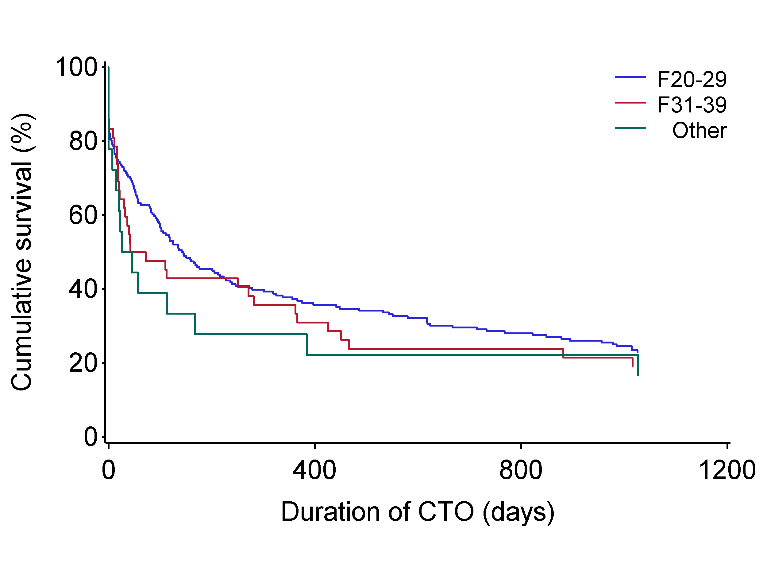 100
80
60
40
20
0
Cumulative survival (%)
F20-29
F31-39
Other
0 400 800 1200
Duration of CTO (days)